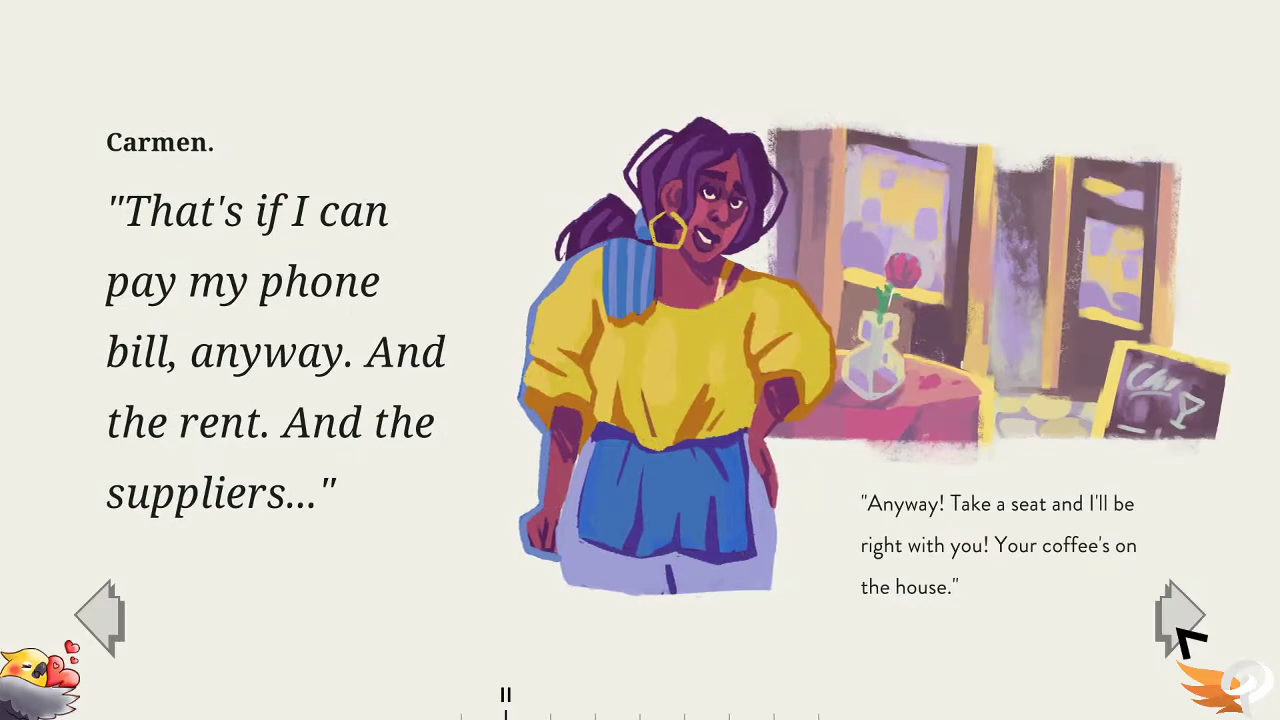 Carmen.
"That's if I can
pay my phone
bill, anyway. And
the rent. And the
suppliers..."
"Anyway! Take a seat and I'll be
right with you! Your coffee's on
the house."
II